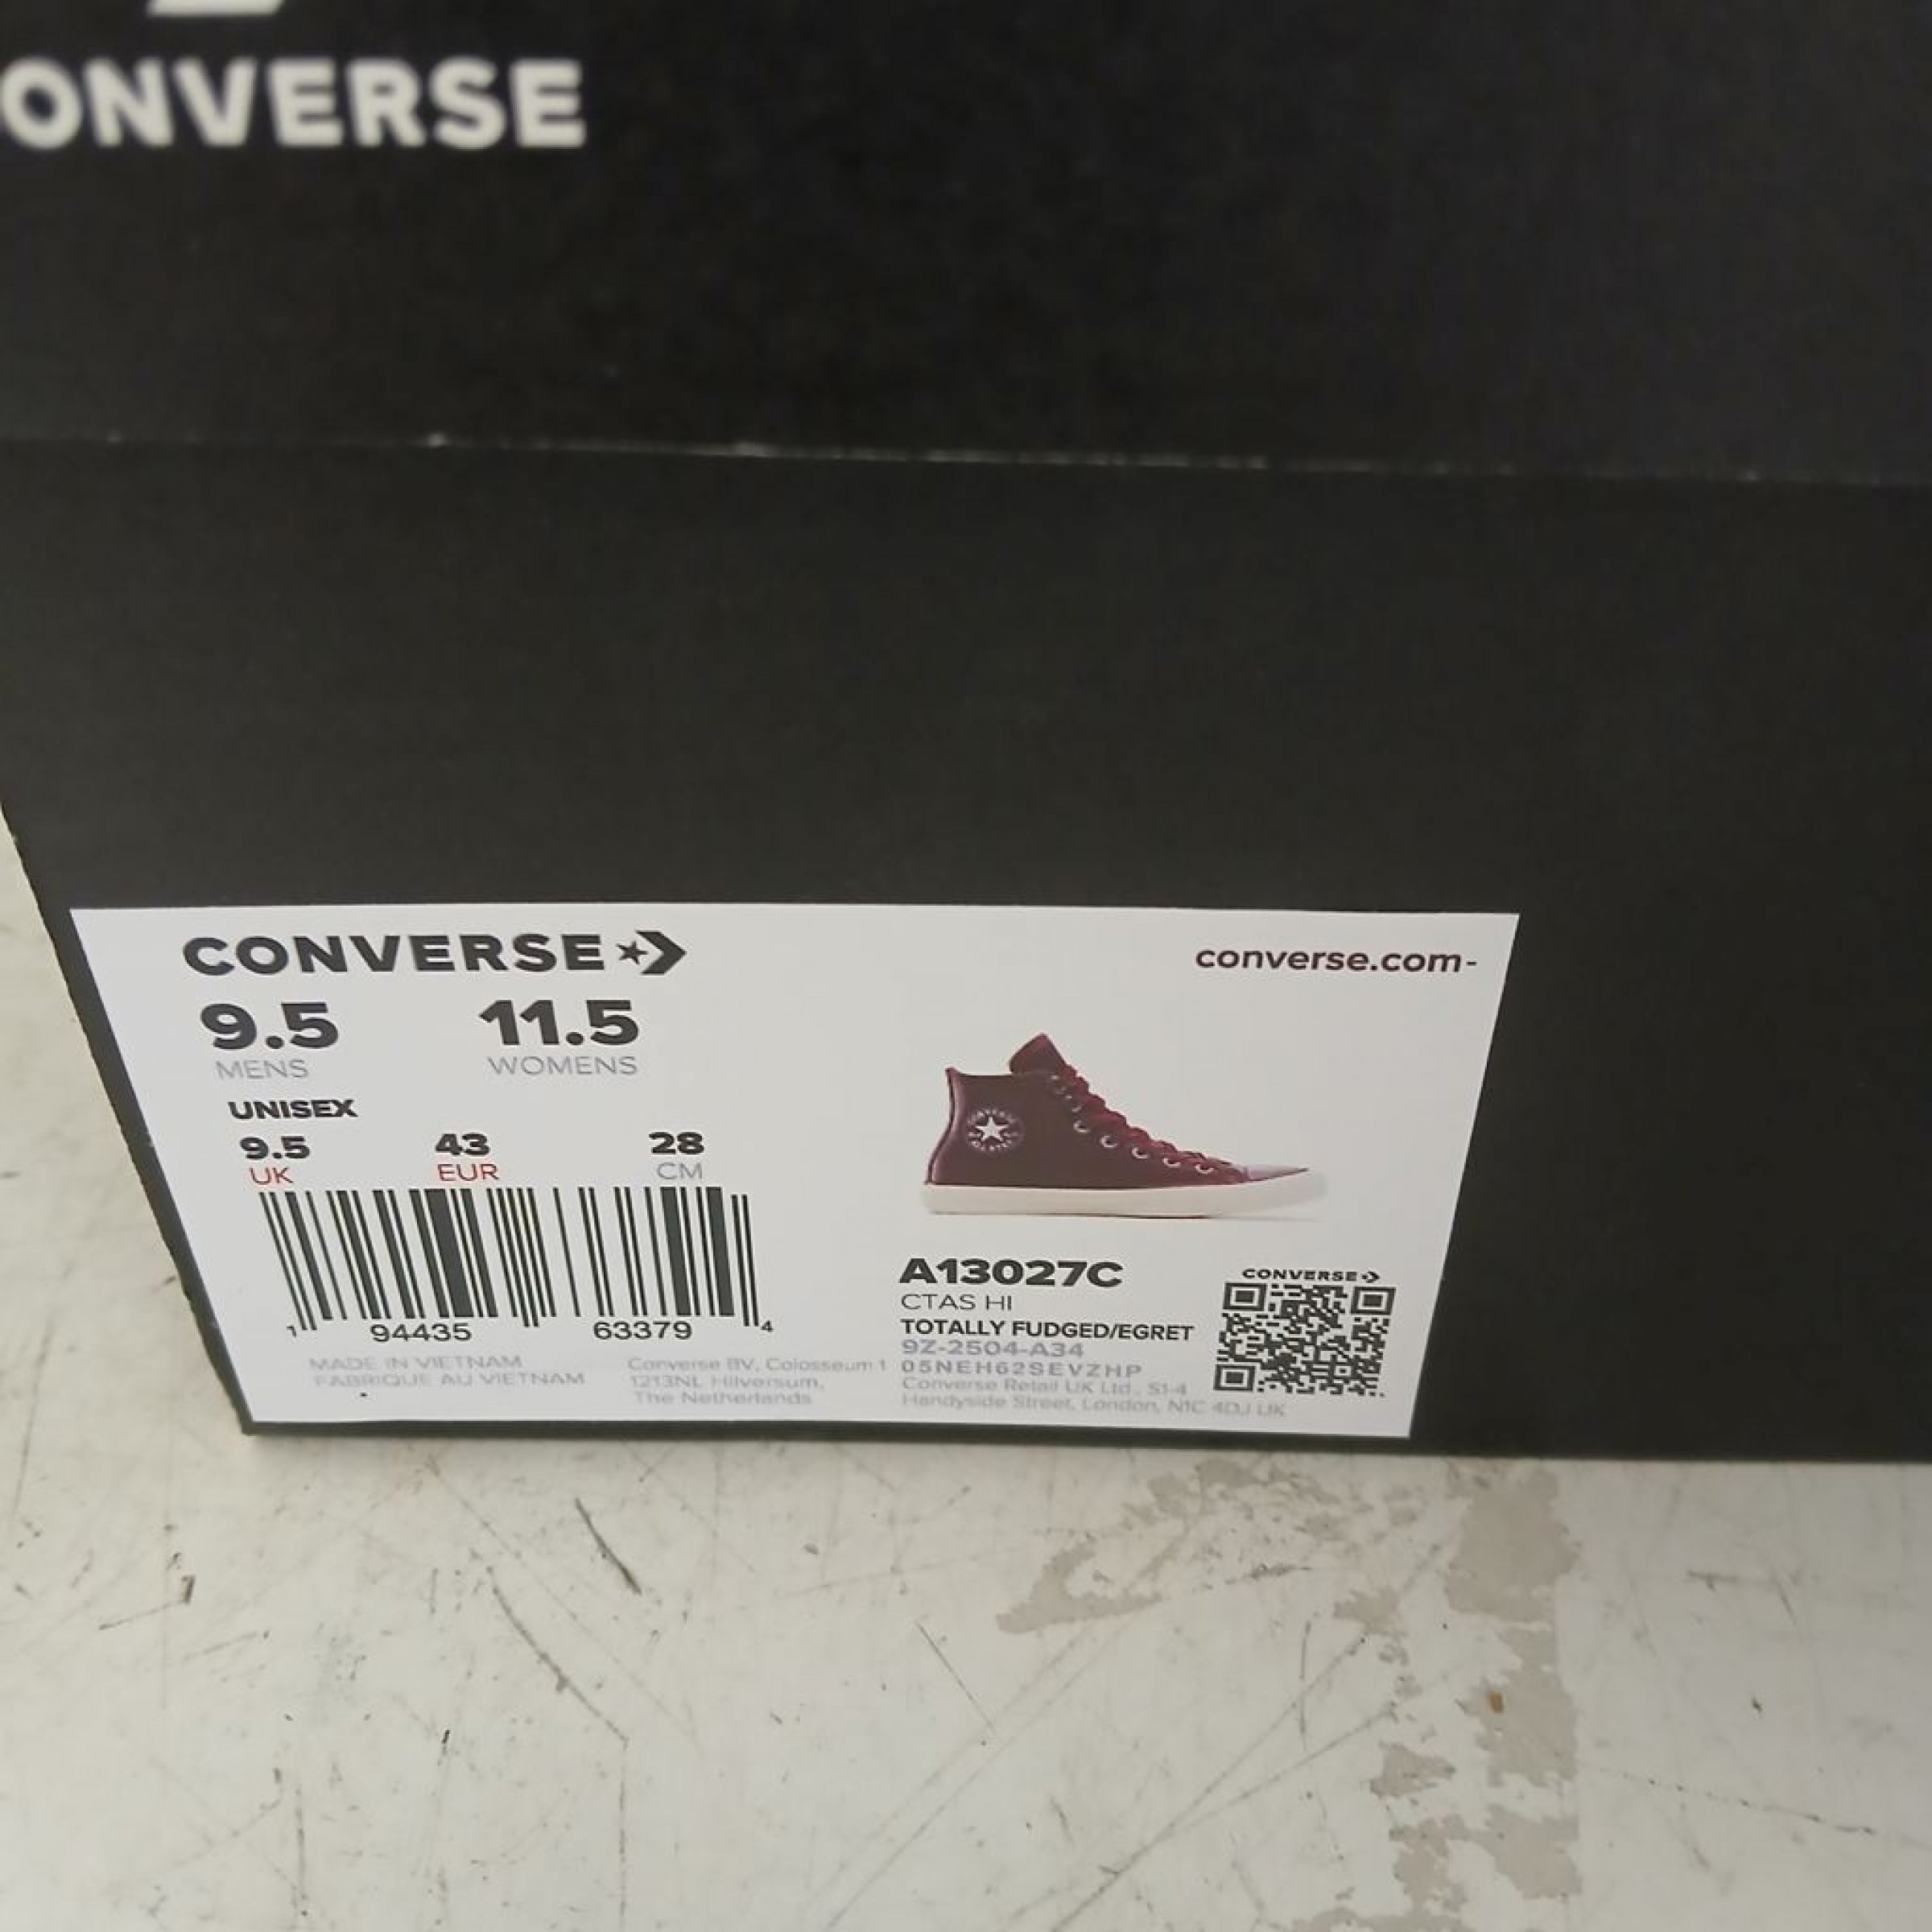 ONVERSE
CONVERSE
converse.com-
9.5 11.5
MENS WOMENS
UNISEX
9.5 43 28
UK EUR CM
1 94435 63379 4
MADE IN VIETNAM
FABRIQUE AU VIETNAM
Converse BV, Colosseum 1
1213NL Hilversum,
The Netherlands
A13027C
CTAS HI
TOTALLY FUDGED/EGRET
9Z-2504-A34
05NEH62SEVZHP
Converse Retail UK Ltd., S1-4
Handyside Street, London, N1C 4DJ UK
CONVERSE